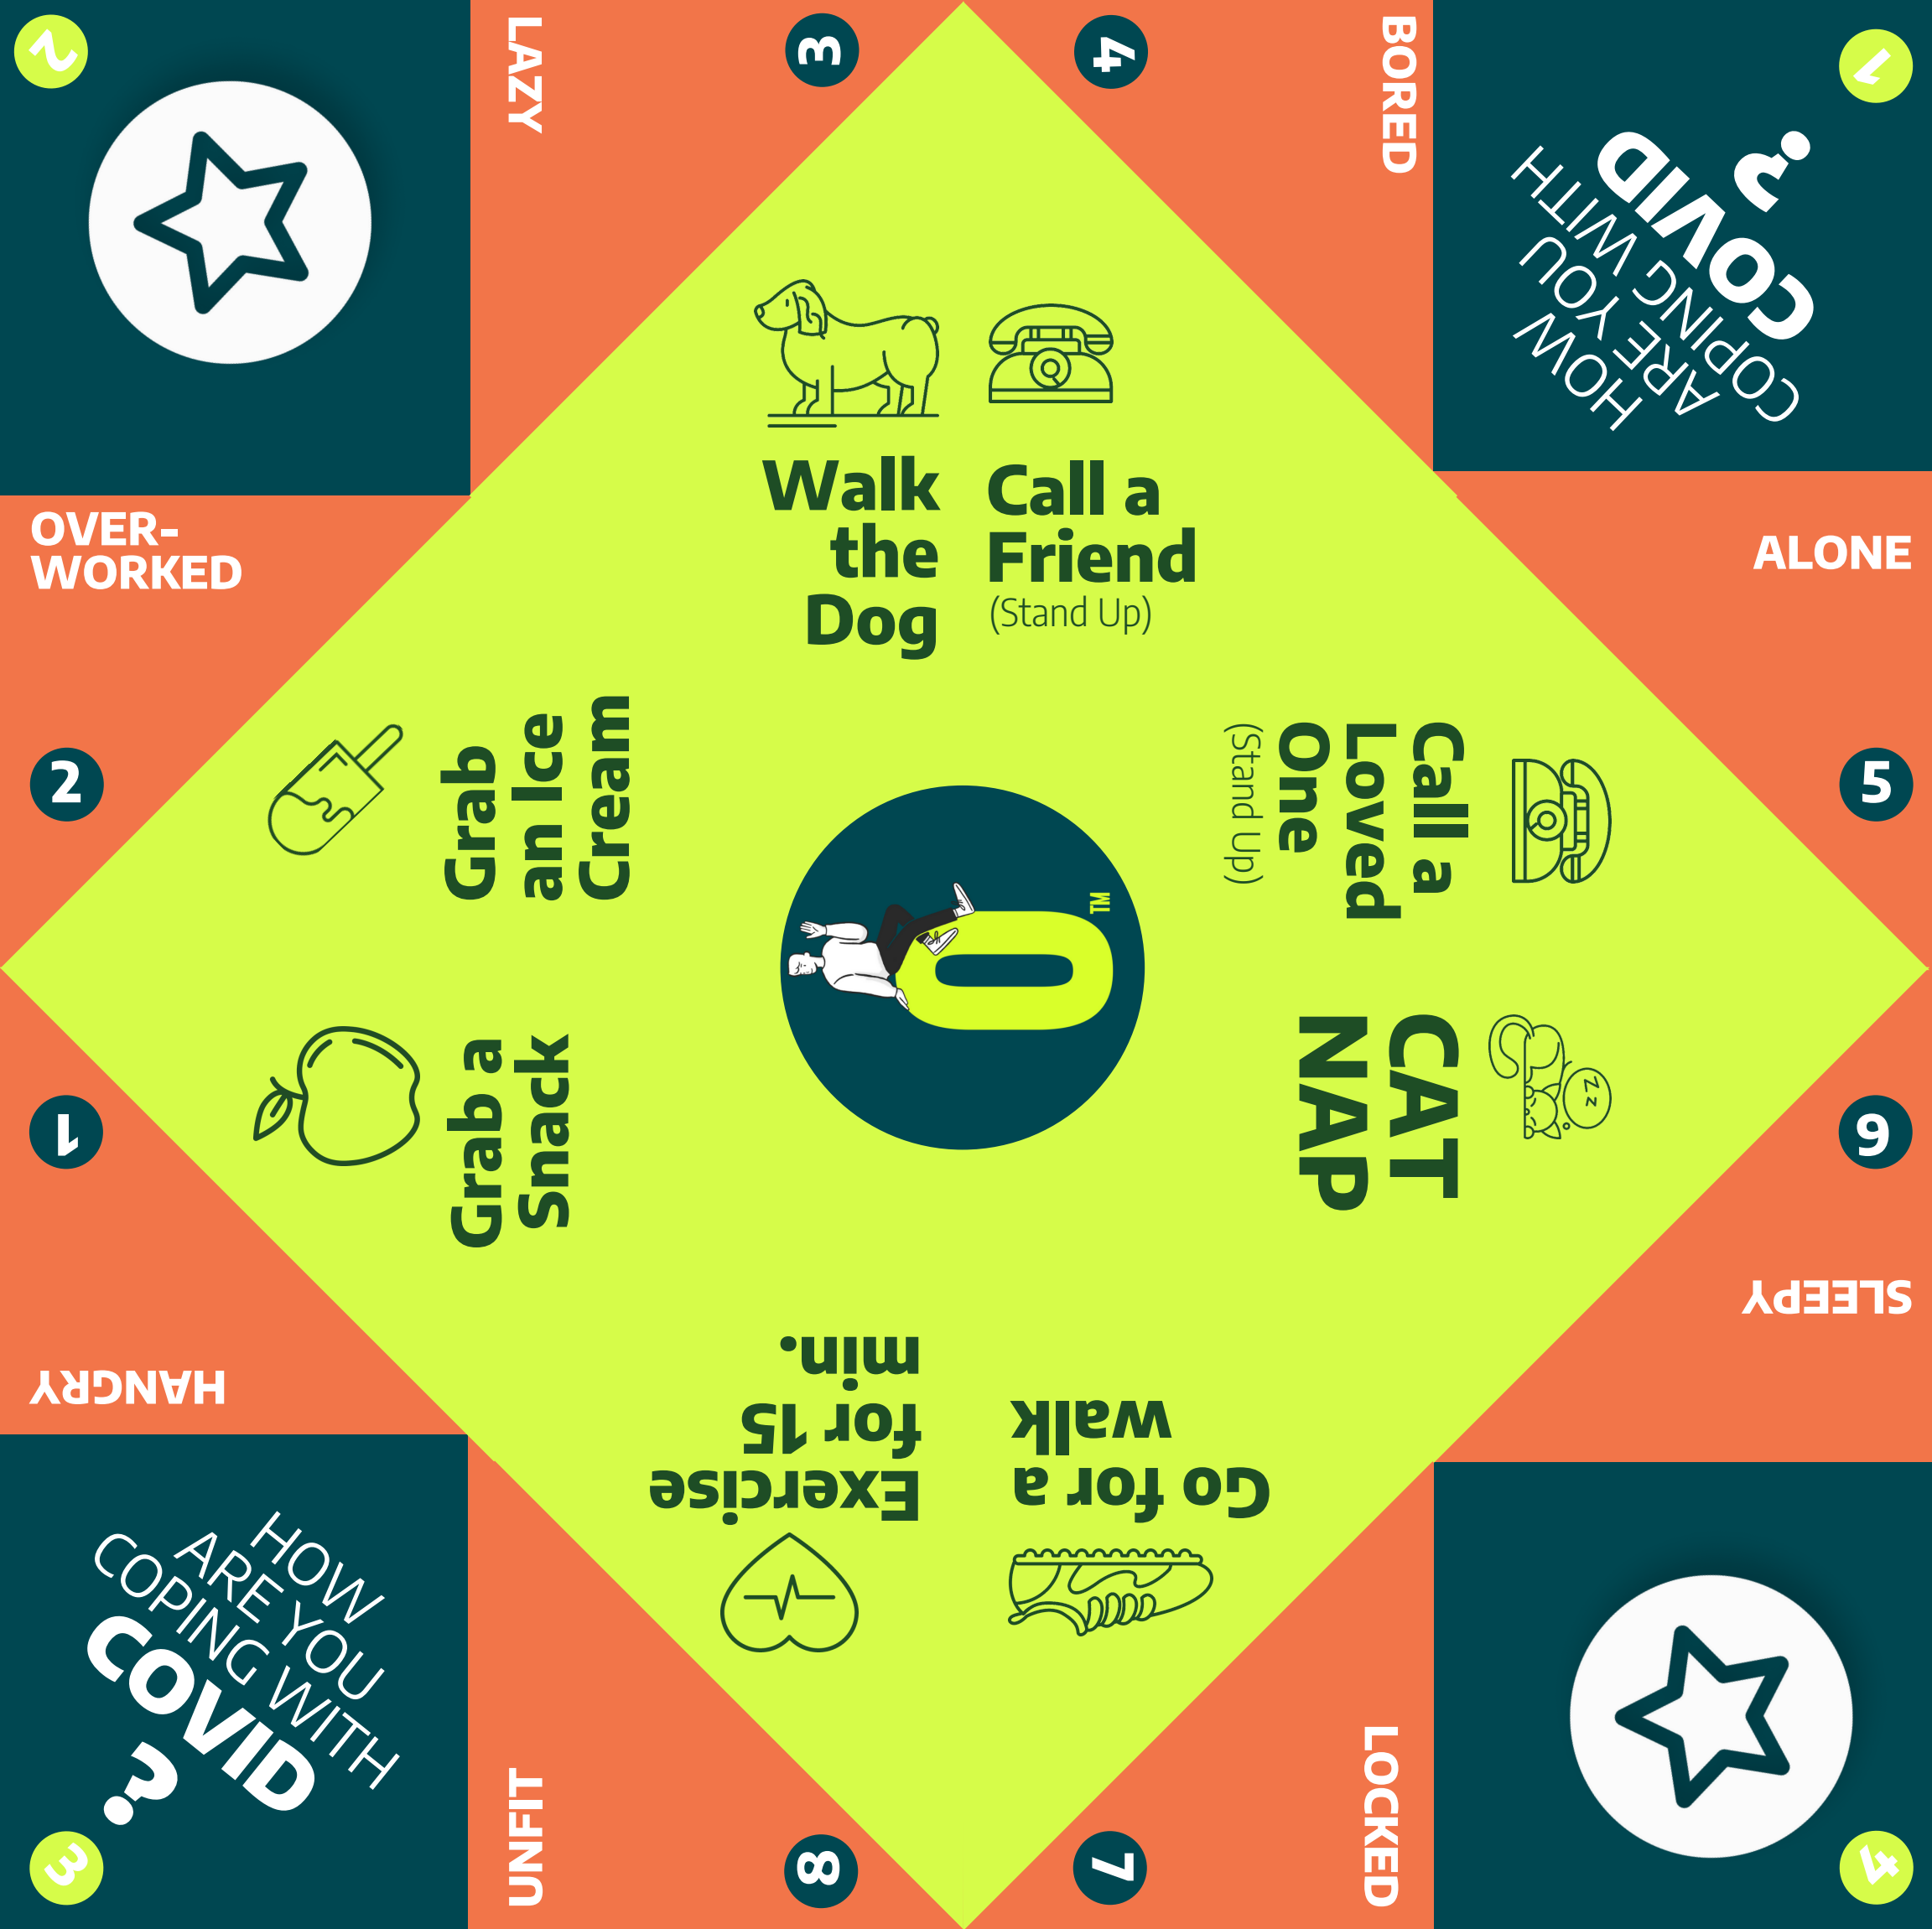 2
LAZY
3
4
BORED
1
HOW
ARE YOU
COPING WITH
COVID
?
OVER-
WORKED
2
Walk
the
Dog
Call a
Friend
(Stand Up)
ALONE
5
Grab
an Ice
Cream
Call a
Loved
One
(Stand Up)
TM
1
Grab a
Snack
CAT
NAP
Z
z
6
HANGRY
SLEEPY
Exercise
for 15
min.
Go for a
walk
HOW
ARE YOU
COPING WITH
COVID
?
3
UNFIT
8
7
LOCKED
4